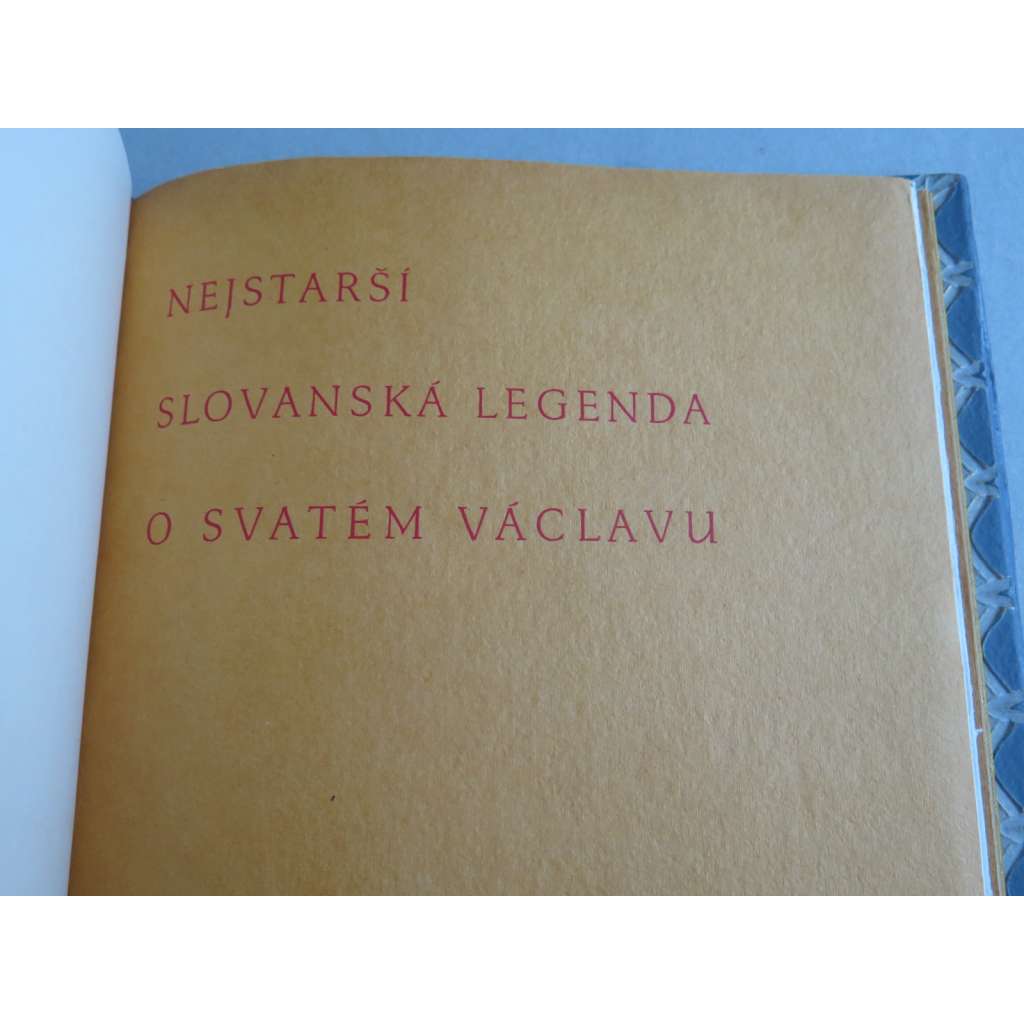 NEJSTARŠÍ
SLOVANSKÁ LEGENDA
O SVATÉM VÁCLAVU